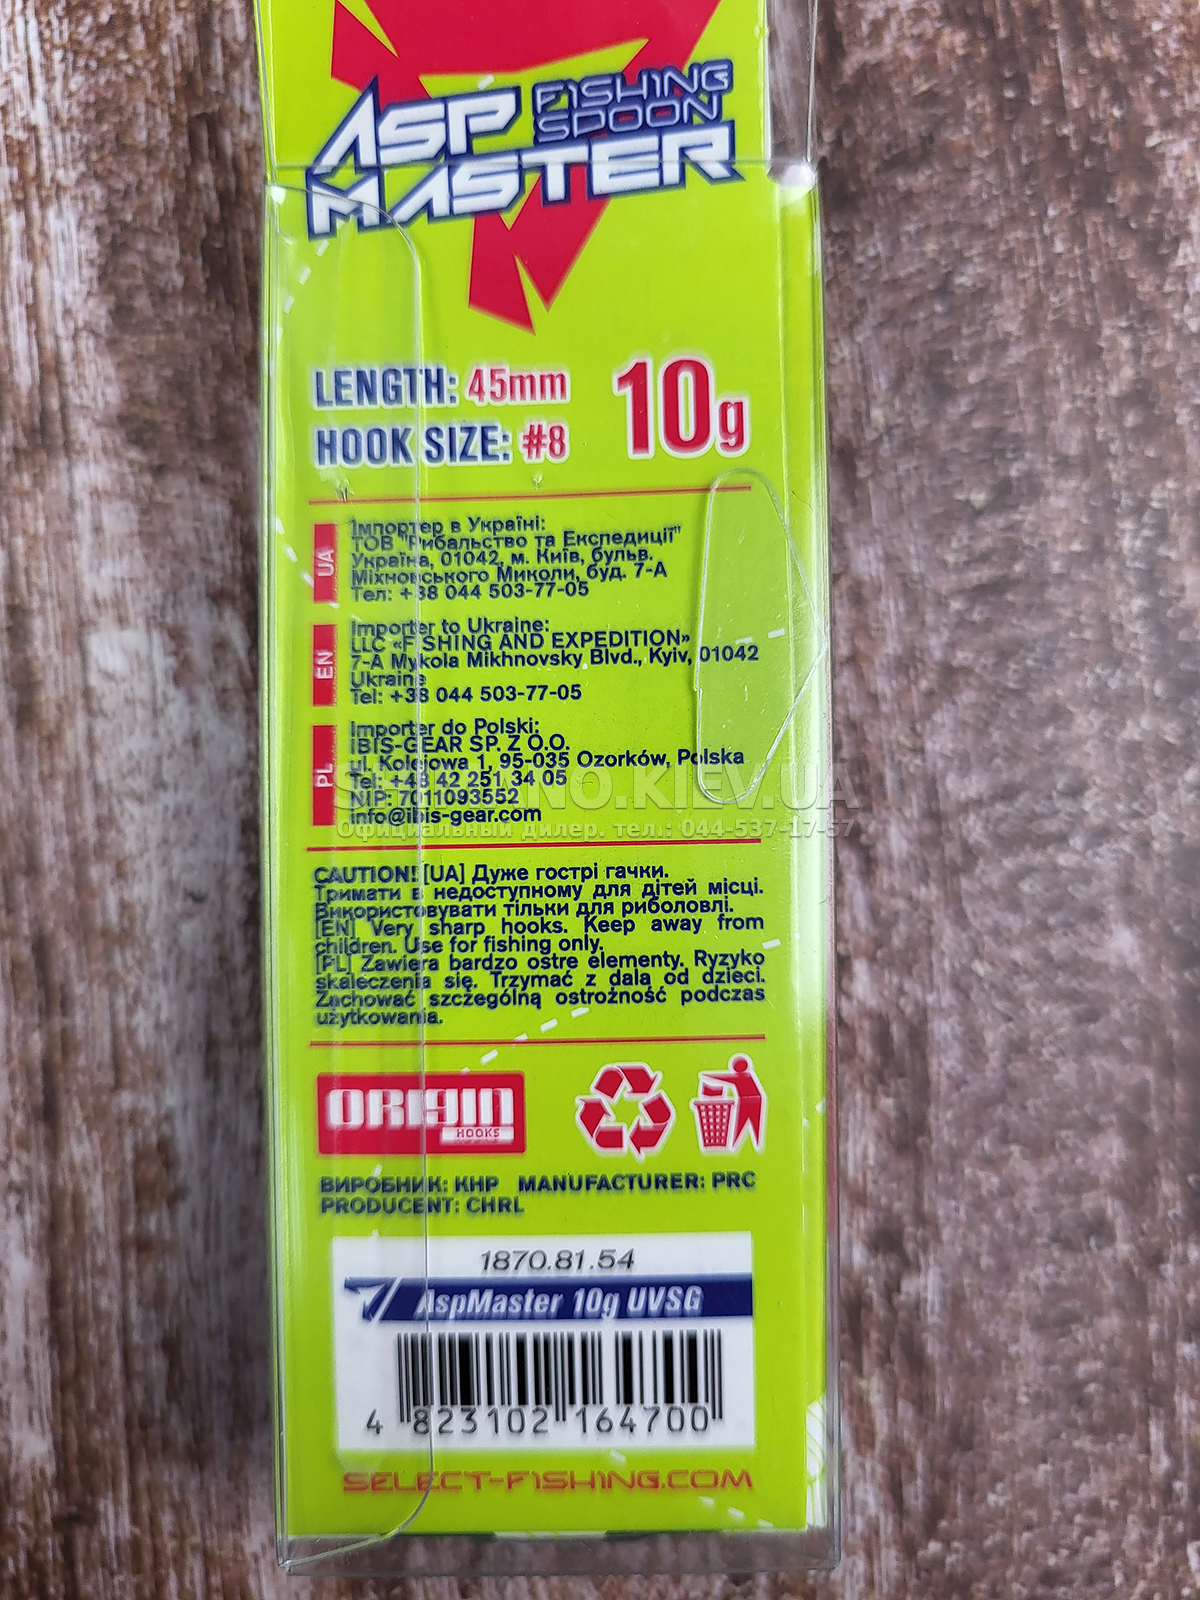 ASP FISHING
SPOON
MASTER
LENGTH: 45mm
HOOK SIZE: #8
10g
UA
Імпортер в Україні:
ТОВ "Рибальство та Експедиції"
Україна, 01042, м. Київ, бульв.
Міхновського Миколи, буд. 7-А
Тел: +38 044 503-77-05
EN
Importer to Ukraine:
LLC «FISHING AND EXPEDITION»
7-A Mykola Mikhnovsky Blvd., Kyiv, 01042
Ukraine
Tel: +38 044 503-77-05
PL
Importer do Polski:
IBIS-GEAR SP. Z O.O.
ul. Kolejowa 1, 95-035 Ozorków, Polska
Tel: +48 42 251 34 05
NIP: 7011093552
info@ibis-gear.com
SHIMANO.KIEV.UA
Официальный дилер. тел.: 044-537-17-57
CAUTION! [UA] Дуже гострі гачки.
Тримати в недоступному для дітей місці.
Використовувати тільки для риболовлі.
[EN] Very sharp hooks. Keep away from
children. Use for fishing only.
[PL] Zawiera bardzo ostre elementy. Ryzyko
skaleczenia się. Trzymać z dala od dzieci.
Zachować szczególną ostrożność podczas
użytkowania.
ORIGIN
HOOKS
ВИРОБНИК: КНР MANUFACTURER: PRC
PRODUCENT: CHRL
1870.81.54
AspMaster 10g UVSG
4 823102 164700
SELECT-FISHING.COM